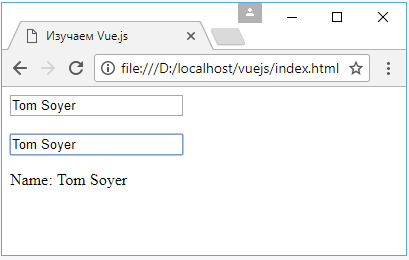 Изучаем Vue.js
file:///D:/localhost/vuejs/index.html
Tom Soyer
Tom Soyer
Name: Tom Soyer